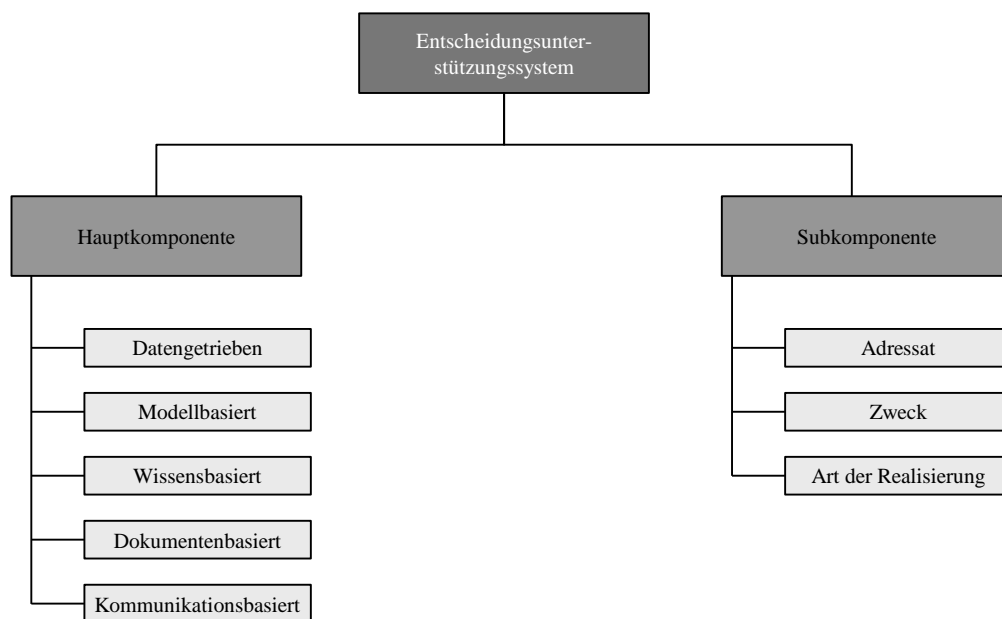 Entscheidungsunter-
stützungssystem
Hauptkomponente
Subkomponente
Datengetrieben
Adressat
Modellbasiert
Zweck
Wissensbasiert
Art der Realisierung
Dokumentenbasiert
Kommunikationsbasiert